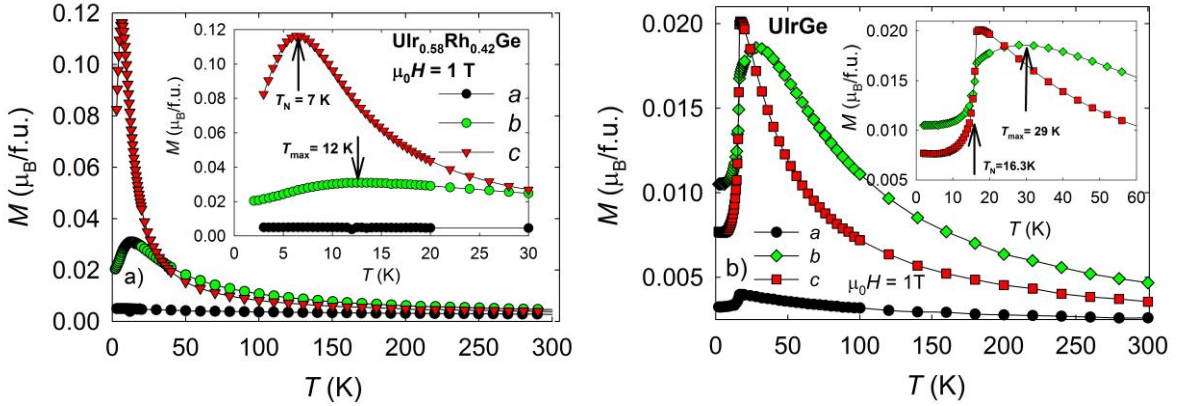 M (μB/f.u.)
0.12
0.10
0.08
0.06
0.04
0.02
0.00
0 50 100 150 200 250 300
T (K)
a)
M (μB/f.u.)
0.12
0.10
0.08
0.06
0.04
0.02
0.00
0 5 10 15 20 25 30
T (K)
UIr0.58Rh0.42Ge
μ0H = 1 T
a
b
c
TN = 7 K
Tmax = 12 K
M (μB/f.u.)
0.020
0.015
0.010
0.005
0 50 100 150 200 250 300
T (K)
UIrGe
b)
a
b
c
μ0H = 1T
M (μB/f.u.)
0.020
0.015
0.010
0.005
0.000
0 10 20 30 40 50 60
T (K)
Tmax= 29 K
TN=16.3K